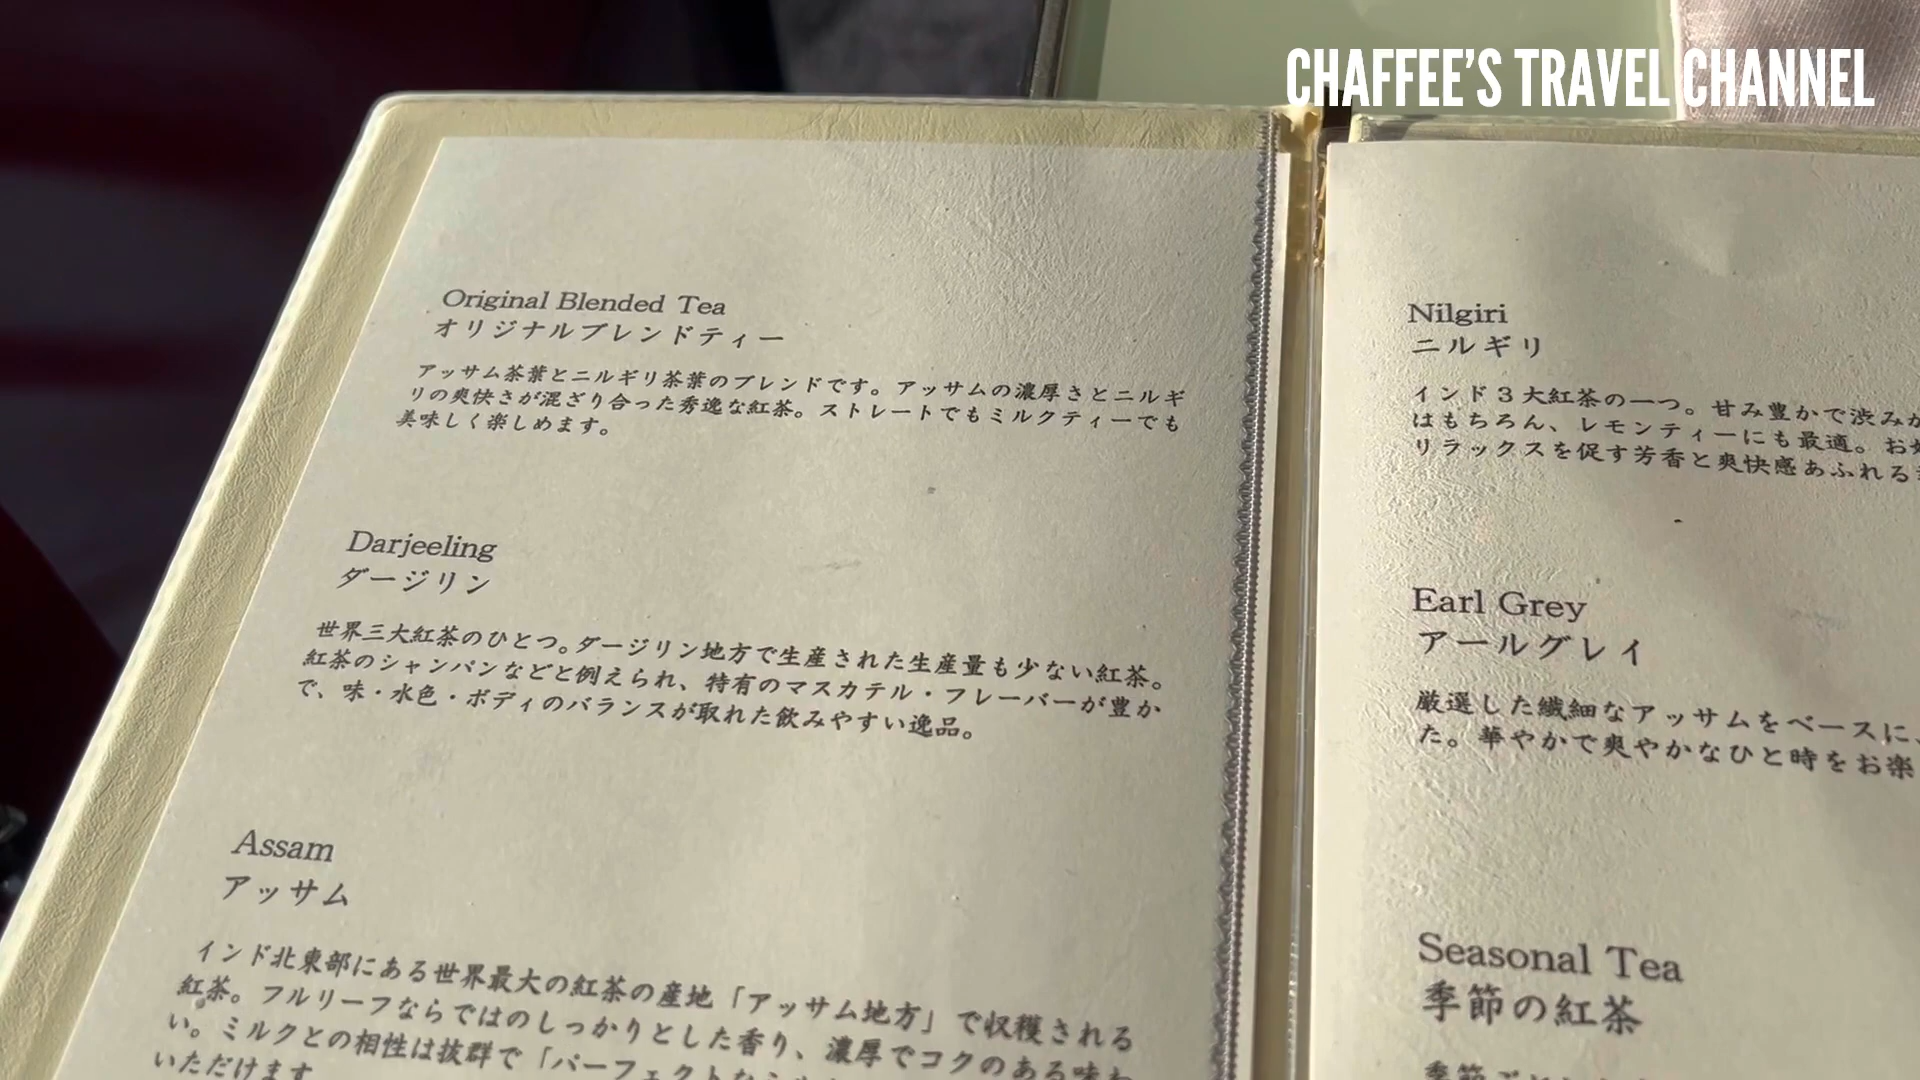 CHAFFEE'S TRAVEL CHANNEL
Original Blended Tea
オリジナルブレンドティー
アッサム茶葉とニルギリ茶葉のブレンドです。アッサムの濃厚さとニルギ
リの爽快さが混ざり合った秀逸な紅茶。ストレートでもミルクティーでも
美味しく楽しめます。
Darjeeling
ダージリン
世界三大紅茶のひとつ。ダージリン地方で生産された生産量も少ない紅茶。
紅茶のシャンパンなどと例えられ、特有のマスカテル・フレーバーが豊か
で、味・水色・ボディのバランスが取れた飲みやすい逸品。
Assam
アッサム
インド北東部にある世界最大の紅茶の産地「アッサム地方」で収穫される
紅茶。フルリーフならではのしっかりとした香り、濃厚でコクのある味わ
い。ミルクとの相性は抜群で「パーフェクトな
いただけます
Nilgiri
ニルギリ
インド3大紅茶の一つ。甘み豊かで渋みが
はもちろん、レモンティーにも最適。お
リラックスを促す芳香と爽快感あふれる
Earl Grey
アールグレイ
厳選した繊細なアッサムをベースに、
た。華やかで爽やかなひと時をお楽
Seasonal Tea
季節の紅茶
季節ごと